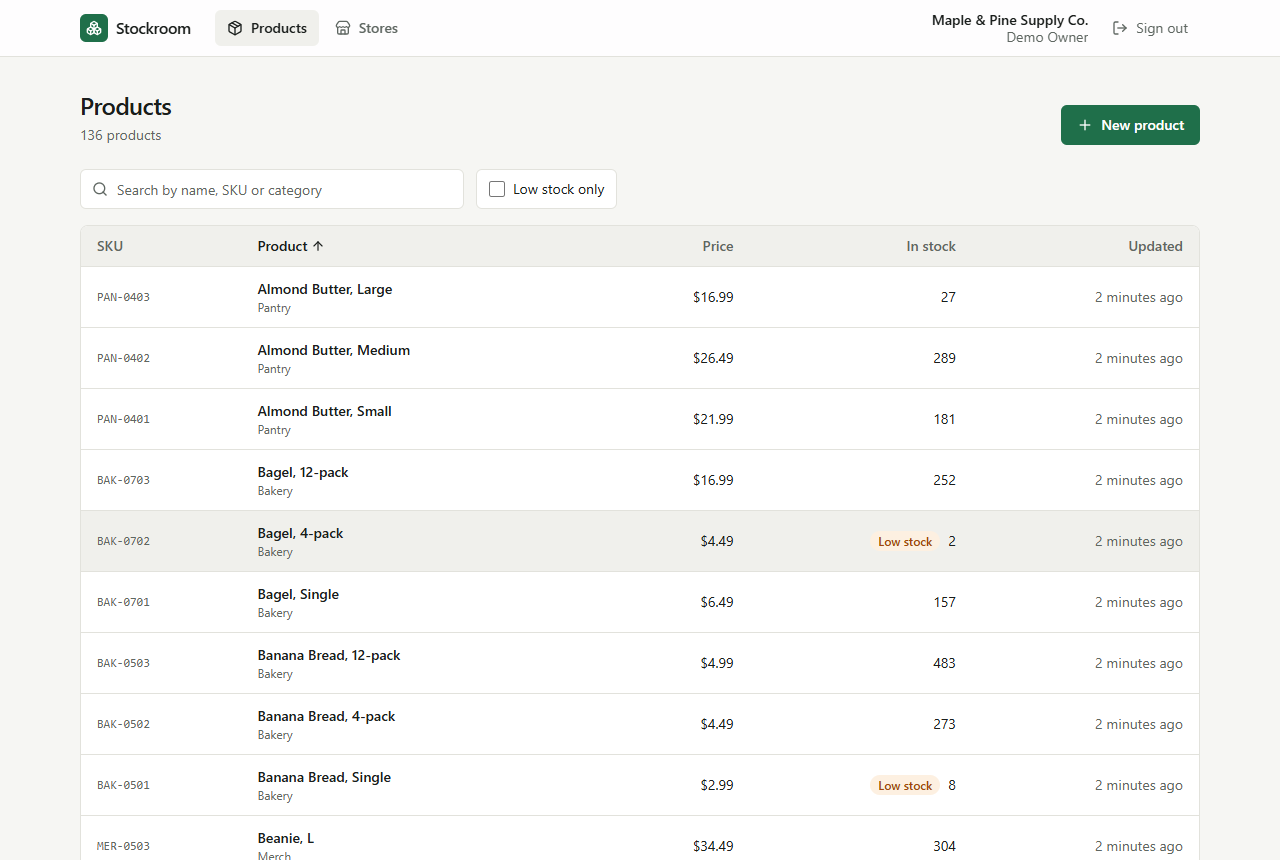 Stockroom
Products
Stores
Maple & Pine Supply Co.
Demo Owner
Sign out
Products
136 products
New product
Search by name, SKU or category
Low stock only
SKU Product Price In stock Updated
PAN-0403 Almond Butter, Large $16.99 27 2 minutes ago
Pantry
PAN-0402 Almond Butter, Medium $26.49 289 2 minutes ago
Pantry
PAN-0401 Almond Butter, Small $21.99 181 2 minutes ago
Pantry
BAK-0703 Bagel, 12-pack $16.99 252 2 minutes ago
Bakery
BAK-0702 Bagel, 4-pack $4.49 Low stock 2 2 minutes ago
Bakery
BAK-0701 Bagel, Single $6.49 157 2 minutes ago
Bakery
BAK-0503 Banana Bread, 12-pack $4.99 483 2 minutes ago
Bakery
BAK-0502 Banana Bread, 4-pack $4.49 273 2 minutes ago
Bakery
BAK-0501 Banana Bread, Single $2.99 Low stock 8 2 minutes ago
Bakery
MER-0503 Beanie, L $34.49 304 2 minutes ago
Merch